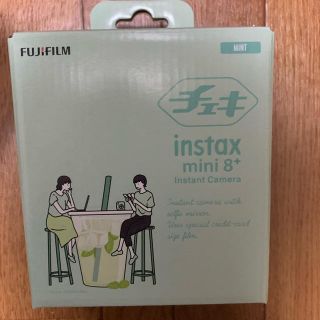 FUJIFILM
MINT
チェキ
instax
mini 8+
Instant Camera
Instant camera with
selfie mirror.
Uses special credit-card
size film.